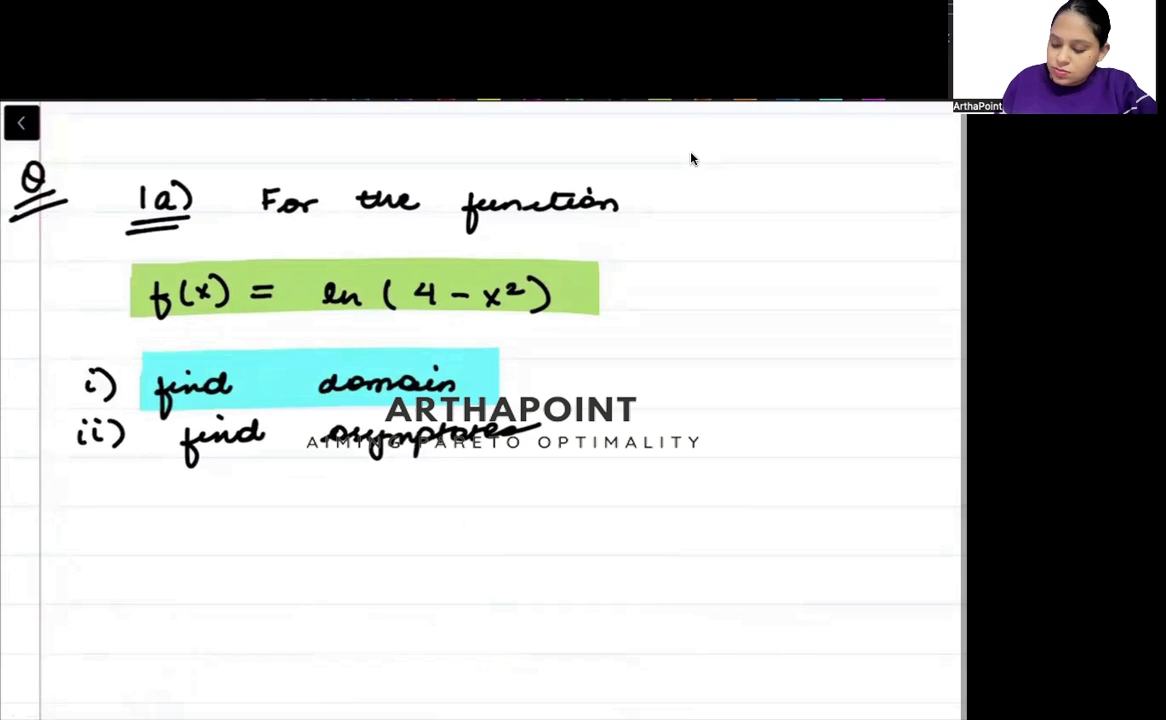 ArthaPoint
Q 1a) For the function
f(x) = ln (4 - x²)
i) find domain
ARTHAPOINT
ii) find asymptotes
AIMING PARETO OPTIMALITY